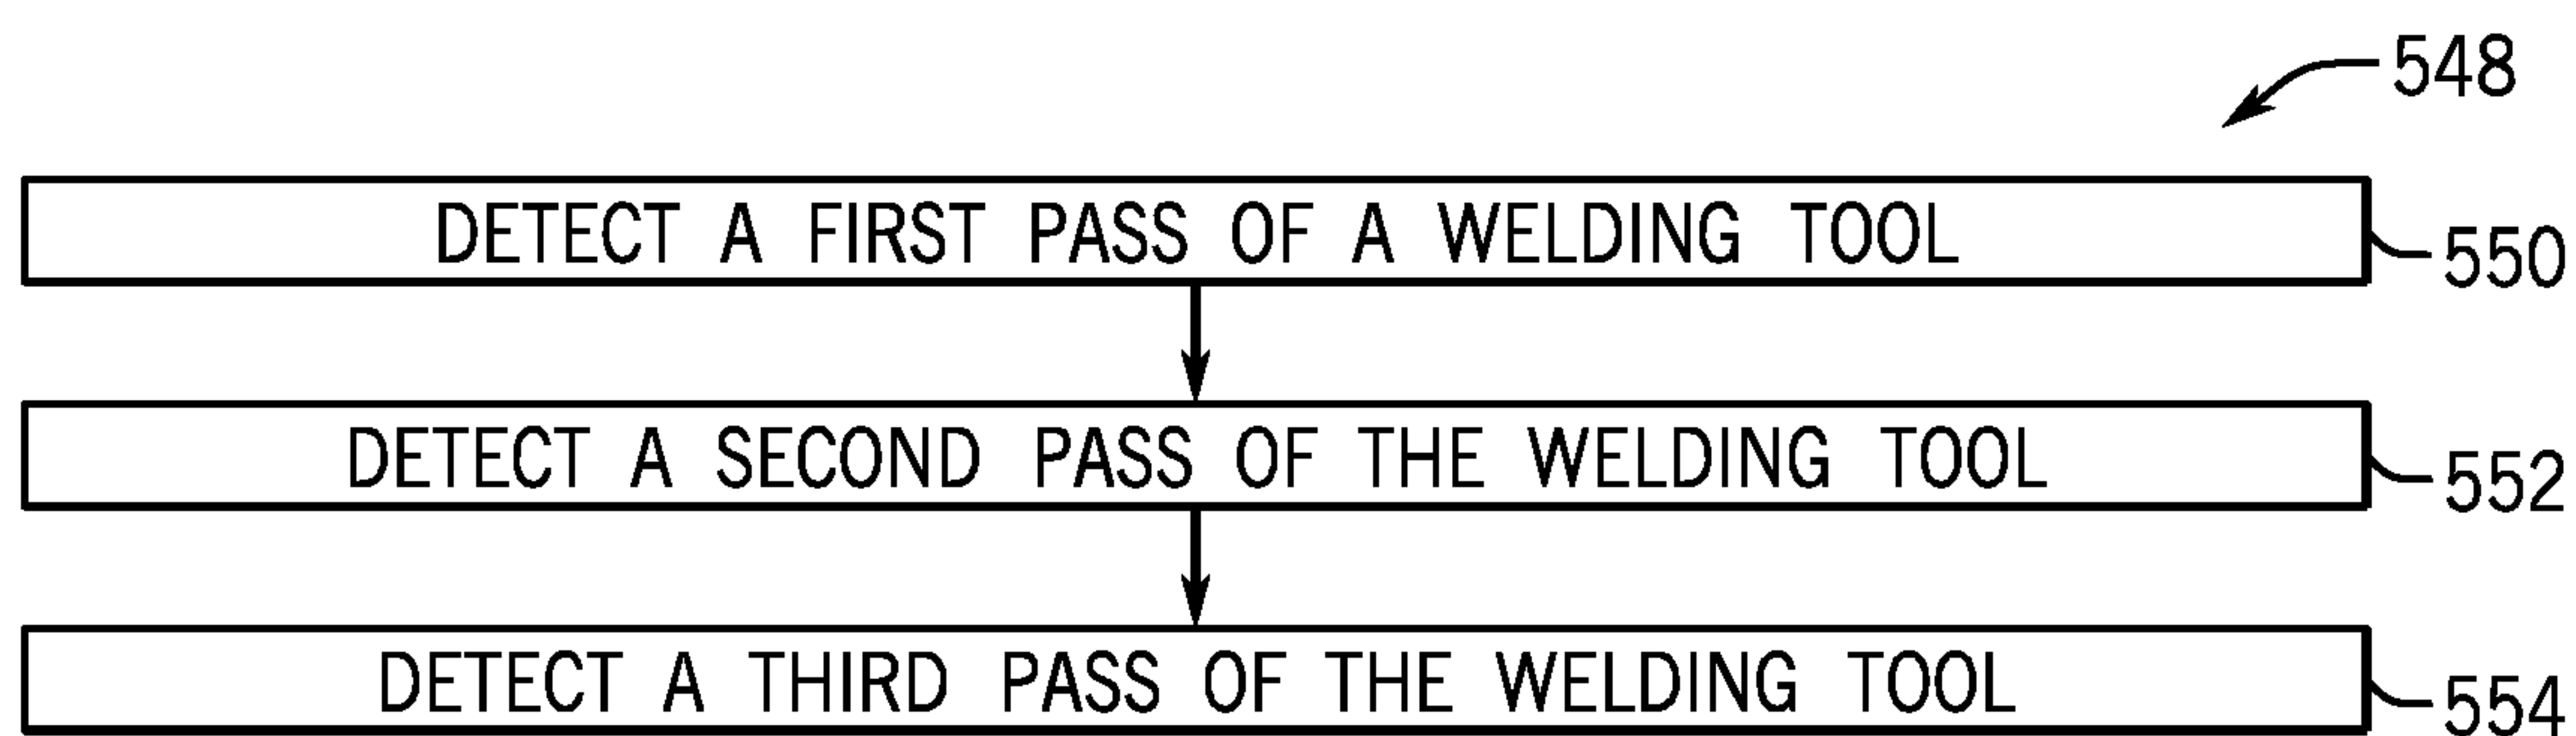 548
DETECT A FIRST PASS OF A WELDING TOOL
550
DETECT A SECOND PASS OF THE WELDING TOOL
552
DETECT A THIRD PASS OF THE WELDING TOOL
554